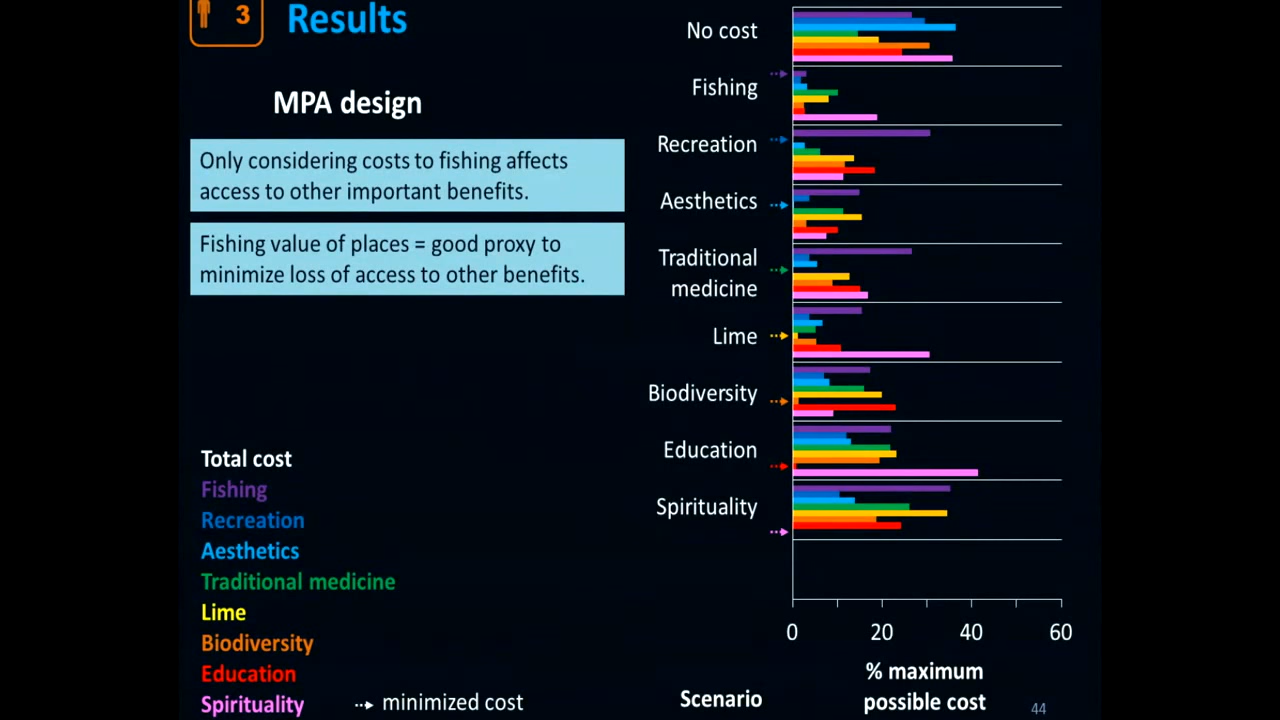 3
Results
MPA design
Only considering costs to fishing affects
access to other important benefits.
Fishing value of places = good proxy to
minimize loss of access to other benefits.
Total cost
Fishing
Recreation
Aesthetics
Traditional medicine
Lime
Biodiversity
Education
Spirituality
minimized cost
No cost
Fishing
Recreation
Aesthetics
Traditional
medicine
Lime
Biodiversity
Education
Spirituality
0 20 40 60
% maximum
possible cost
Scenario
44